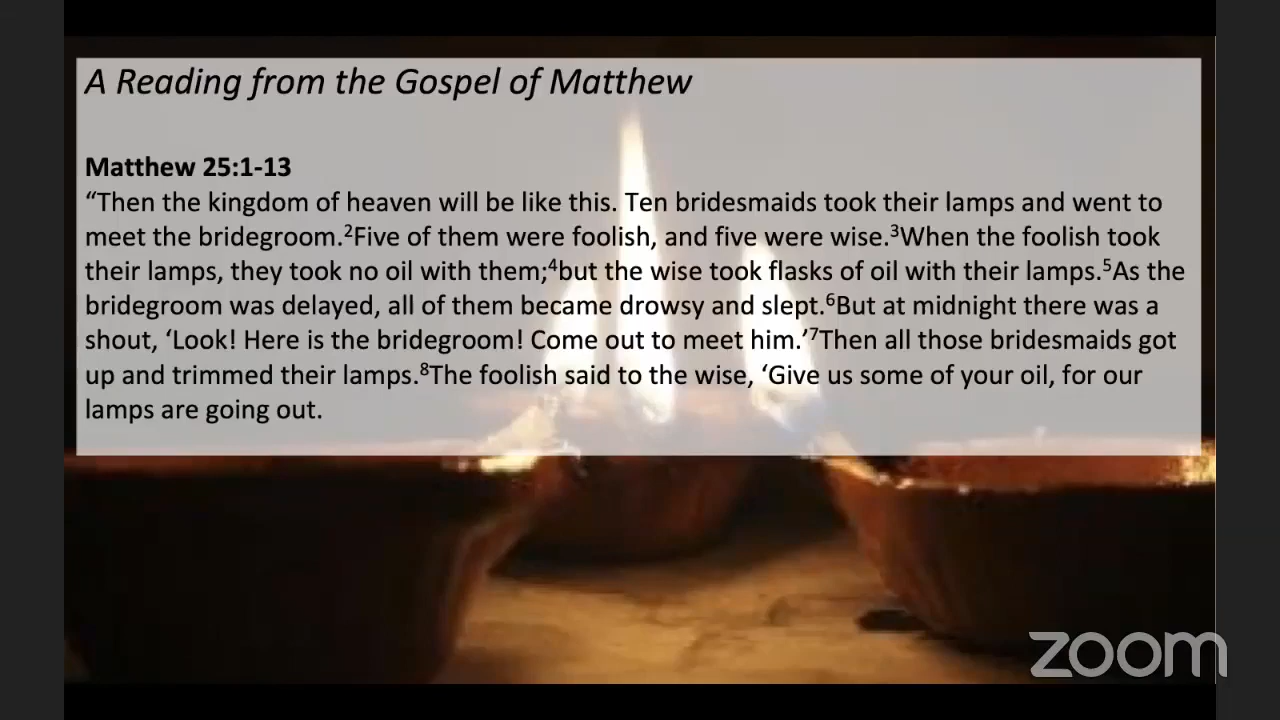 A Reading from the Gospel of Matthew
Matthew 25:1-13
“Then the kingdom of heaven will be like this. Ten bridesmaids took their lamps and went to
meet the bridegroom.²Five of them were foolish, and five were wise.³When the foolish took
their lamps, they took no oil with them;⁴but the wise took flasks of oil with their lamps.⁵As the
bridegroom was delayed, all of them became drowsy and slept.⁶But at midnight there was a
shout, ‘Look! Here is the bridegroom! Come out to meet him.’⁷Then all those bridesmaids got
up and trimmed their lamps.⁸The foolish said to the wise, ‘Give us some of your oil, for our
lamps are going out.
zoom